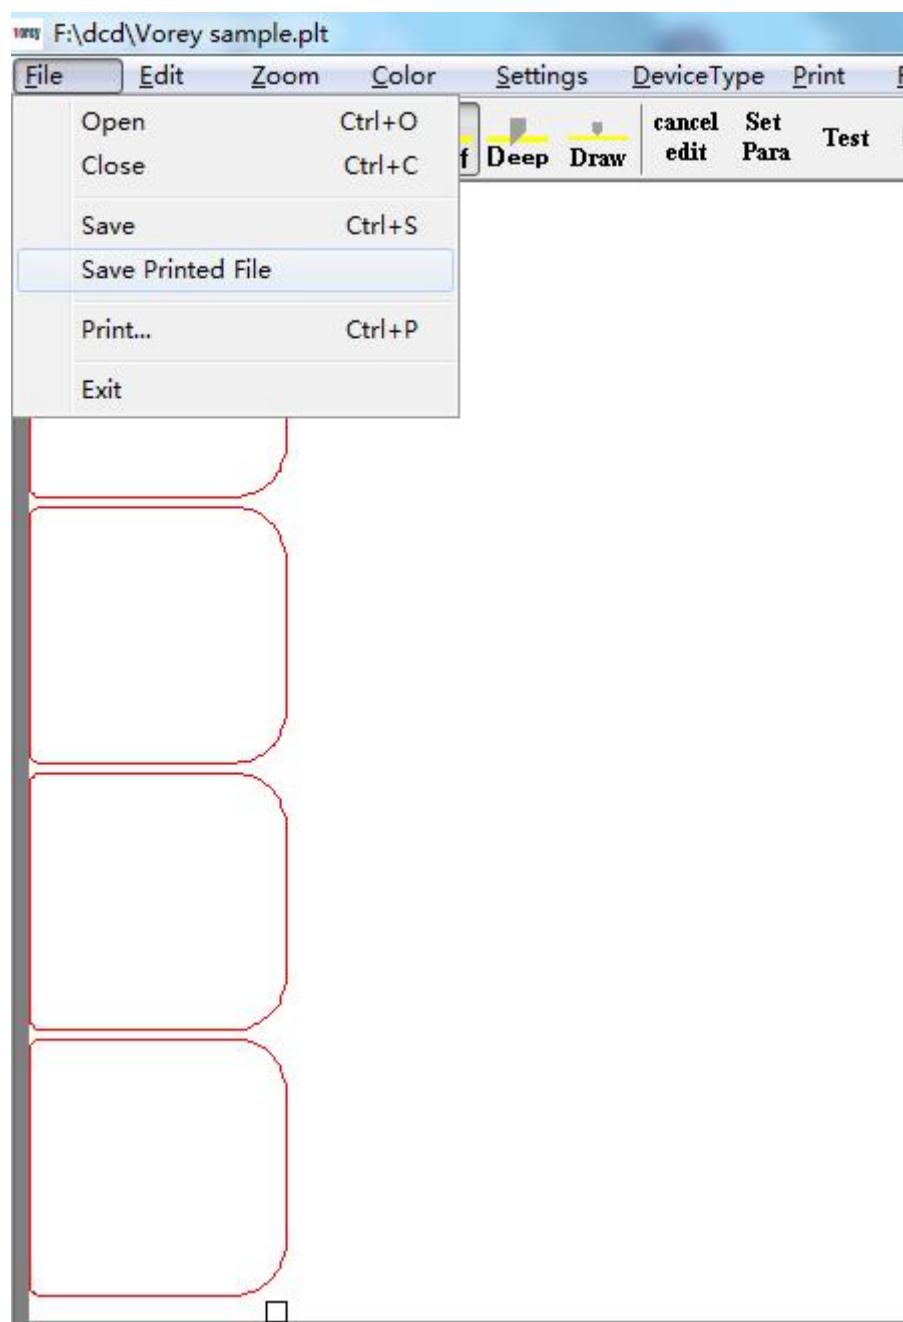 vorey F:\dcd\Vorey sample.plt
File Edit Zoom Color Settings DeviceType Print
Open Ctrl+O
Close Ctrl+C
Save Ctrl+S
Save Printed File
Print... Ctrl+P
Exit
Deep Draw
cancel edit
Set Para
Test